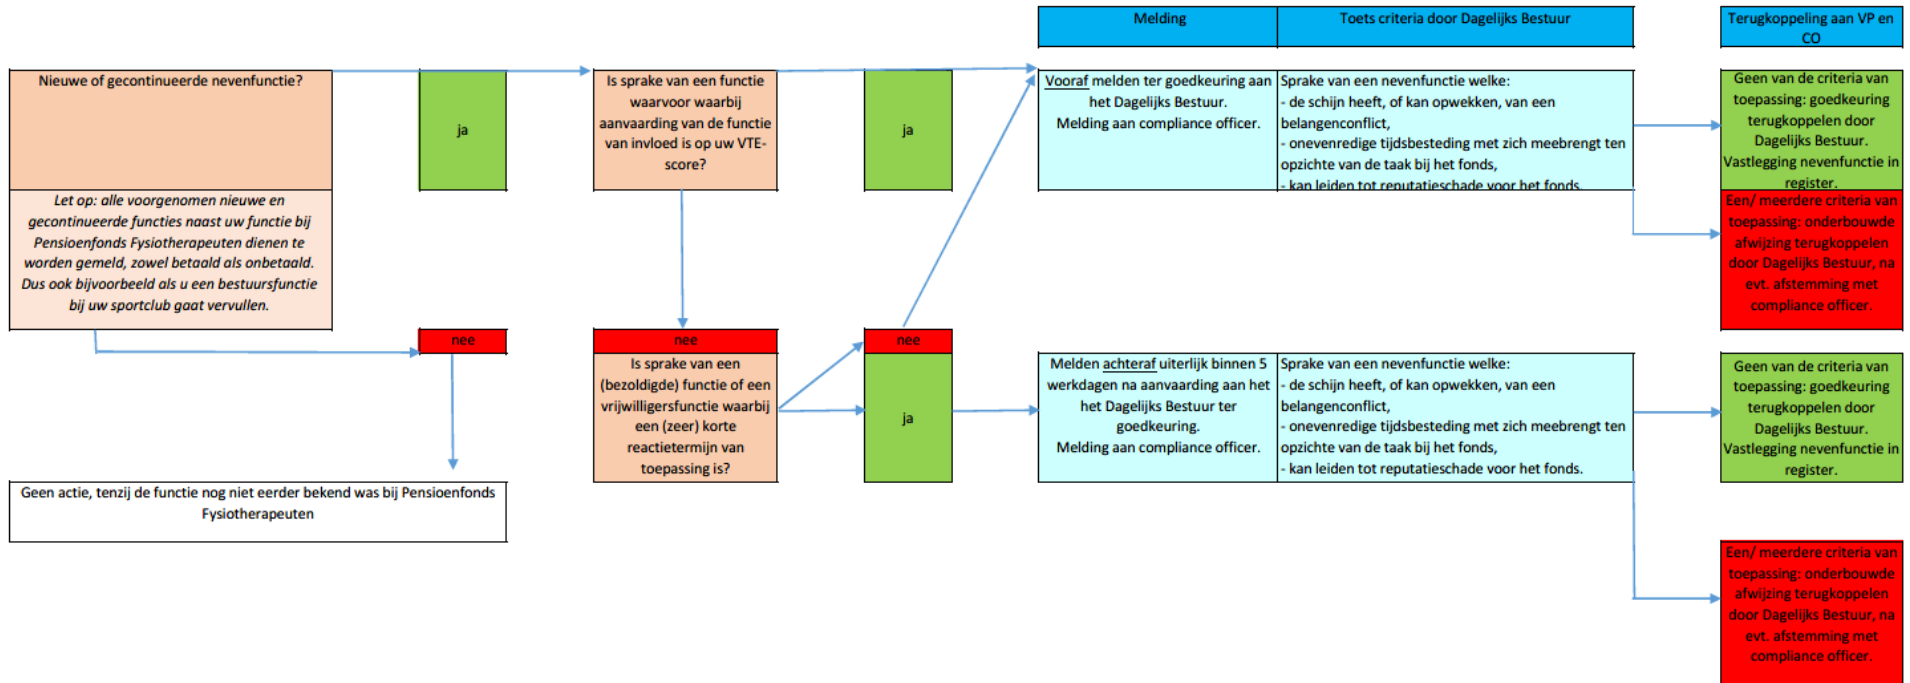 Melding
Toets criteria door Dagelijks Bestuur
Terugkoppeling aan VP en
CO
Nieuwe of gecontinueerde nevenfunctie?
ja
Is sprake van een functie
waarvoor waarbij
aanvaarding van de functie
van invloed is op uw VTE-
score?
ja
Vooraf melden ter goedkeuring aan
het Dagelijks Bestuur.
Melding aan compliance officer.
Sprake van een nevenfunctie welke:
- de schijn heeft, of kan opwekken, van een
belangenconflict,
- onevenredige tijdsbesteding met zich meebrengt ten
opzichte van de taak bij het fonds,
- kan leiden tot reputatieschade voor het fonds.
Geen van de criteria van
toepassing: goedkeuring
terugkoppelen door
Dagelijks Bestuur.
Vastlegging nevenfunctie in
register.
Let op: alle voorgenomen nieuwe en
gecontinueerde functies naast uw functie bij
Pensioenfonds Fysiotherapeuten dienen te
worden gemeld, zowel betaald als onbetaald.
Dus ook bijvoorbeeld als u een bestuursfunctie
bij uw sportclub gaat vervullen.
Een/ meerdere criteria van
toepassing: onderbouwde
afwijzing terugkoppelen
door Dagelijks Bestuur, na
evt. afstemming met
compliance officer.
nee
nee
nee
Is sprake van een
(bezoldigde) functie of een
vrijwilligersfunctie waarbij
een (zeer) korte
reactietermijn van
toepassing is?
ja
Melden achteraf uiterlijk binnen 5
werkdagen na aanvaarding aan het
het Dagelijks Bestuur ter
goedkeuring.
Melding aan compliance officer.
Sprake van een nevenfunctie welke:
- de schijn heeft, of kan opwekken, van een
belangenconflict,
- onevenredige tijdsbesteding met zich meebrengt ten
opzichte van de taak bij het fonds,
- kan leiden tot reputatieschade voor het fonds.
Geen van de criteria van
toepassing: goedkeuring
terugkoppelen door
Dagelijks Bestuur.
Vastlegging nevenfunctie in
register.
Geen actie, tenzij de functie nog niet eerder bekend was bij Pensioenfonds
Fysiotherapeuten
Een/ meerdere criteria van
toepassing: onderbouwde
afwijzing terugkoppelen
door Dagelijks Bestuur, na
evt. afstemming met
compliance officer.